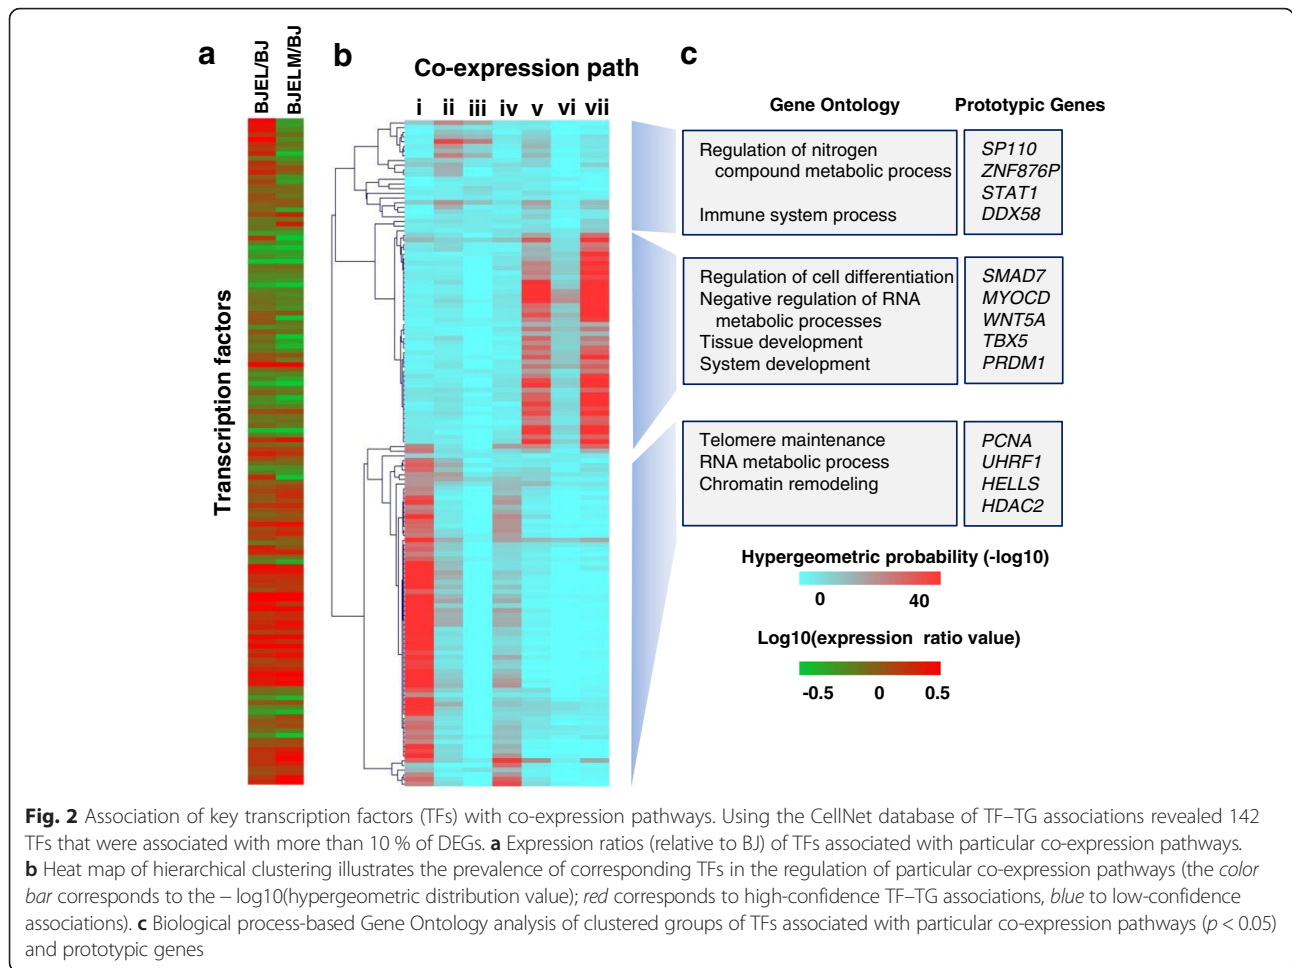 a
BJEL/BJ
BJELM/BJ
b
Co-expression path
i ii iii iv v vi vii
Transcription factors
c
Gene Ontology
Prototypic Genes
Regulation of nitrogen
compound metabolic process
Immune system process
SP110
ZNF876P
STAT1
DDX58
Regulation of cell differentiation
Negative regulation of RNA
metabolic processes
Tissue development
System development
SMAD7
MYOCD
WNT5A
TBX5
PRDM1
Telomere maintenance
RNA metabolic process
Chromatin remodeling
PCNA
UHRF1
HELLS
HDAC2
Hypergeometric probability (-log10)
0 40
Log10(expression ratio value)
-0.5 0 0.5
Fig. 2 Association of key transcription factors (TFs) with co-expression pathways. Using the CellNet database of TF–TG associations revealed 142
TFs that were associated with more than 10 % of DEGs. a Expression ratios (relative to BJ) of TFs associated with particular co-expression pathways.
b Heat map of hierarchical clustering illustrates the prevalence of corresponding TFs in the regulation of particular co-expression pathways (the color
bar corresponds to the − log10(hypergeometric distribution value); red corresponds to high-confidence TF–TG associations, blue to low-confidence
associations). c Biological process-based Gene Ontology analysis of clustered groups of TFs associated with particular co-expression pathways (p < 0.05)
and prototypic genes